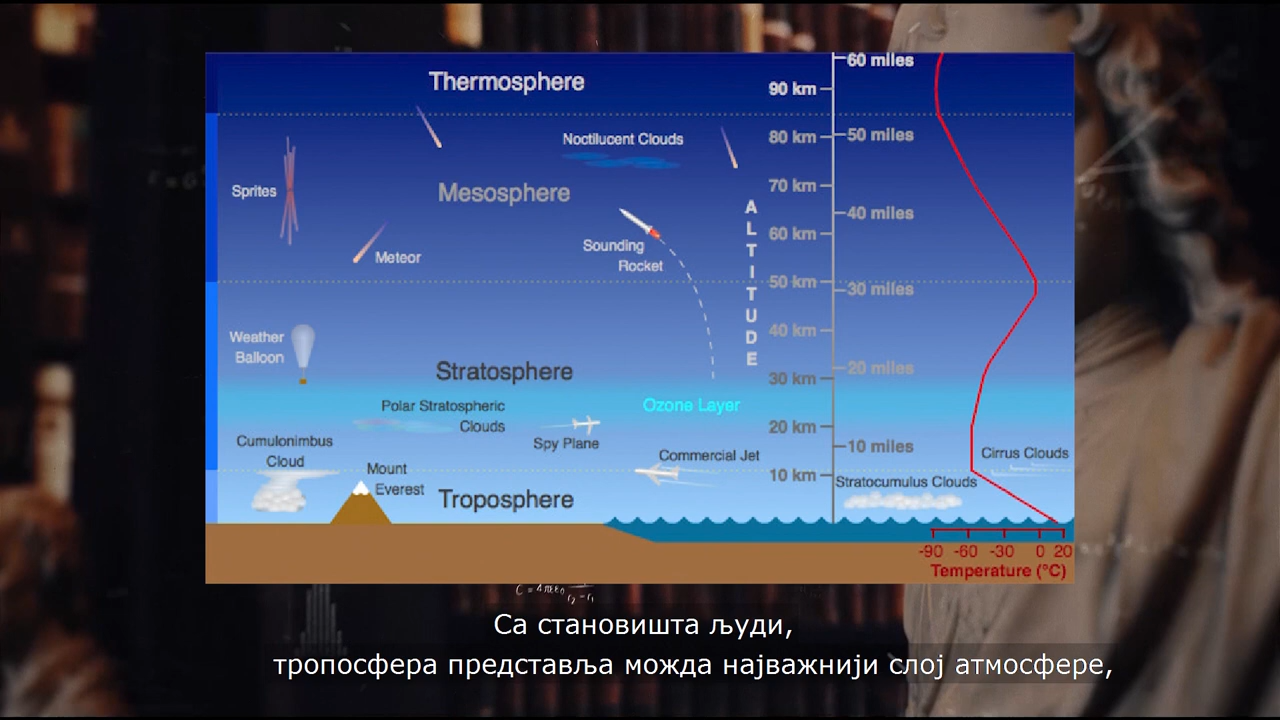 60 miles
Thermosphere
90 km
Noctilucent Clouds
80 km
50 miles
Sprites
Mesosphere
70 km
ALTITUDE
40 miles
60 km
Sounding
Rocket
Meteor
50 km
30 miles
Weather
Balloon
40 km
Stratosphere
20 miles
30 km
Polar Stratospheric
Clouds
Ozone Layer
20 km
Spy Plane
Cumulonimbus
Cloud
10 miles
Commercial Jet
Cirrus Clouds
Mount
Everest
10 km
Stratocumulus Clouds
Troposphere
-90 -60 -30 0 20
Temperature (°C)
Са становишта људи,
тропосфера представља можда најважнији слој атмосфере,